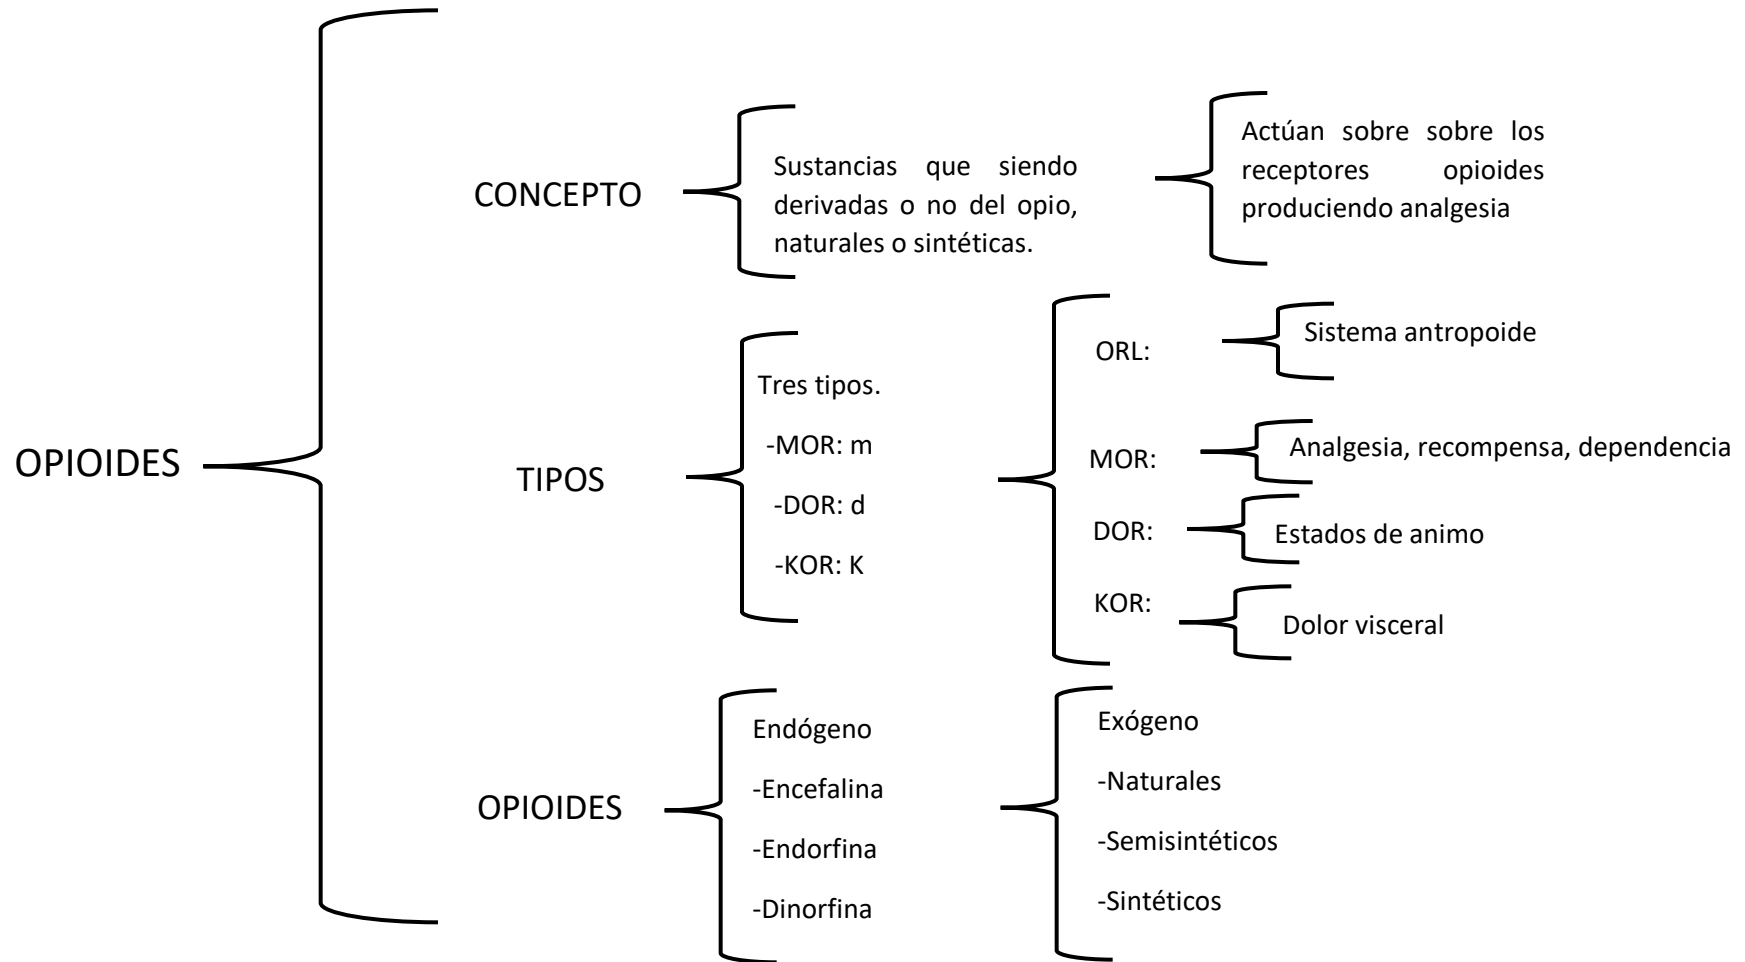 OPIOIDES
CONCEPTO
Sustancias que siendo
derivadas o no del opio,
naturales o sintéticas.
Actúan sobre sobre los
receptores opioides
produciendo analgesia
TIPOS
Tres tipos.
-MOR: m
-DOR: d
-KOR: K
ORL:
Sistema antropoide
MOR:
Analgesia, recompensa, dependencia
DOR:
Estados de animo
KOR:
Dolor visceral
OPIOIDES
Endógeno
-Encefalina
-Endorfina
-Dinorfina
Exógeno
-Naturales
-Semisintéticos
-Sintéticos